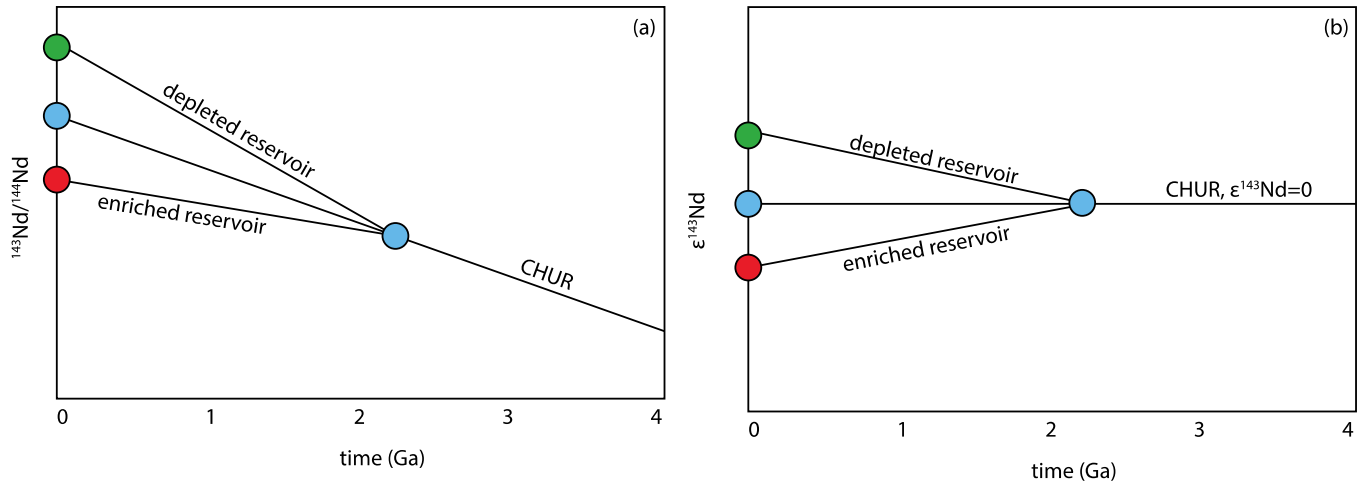 (a)
depleted reservoir
enriched reservoir
CHUR
¹⁴³Nd/¹⁴⁴Nd
0 1 2 3 4
time (Ga)
(b)
depleted reservoir
CHUR, ε¹⁴³Nd=0
enriched reservoir
ε¹⁴³Nd
0 1 2 3 4
time (Ga)